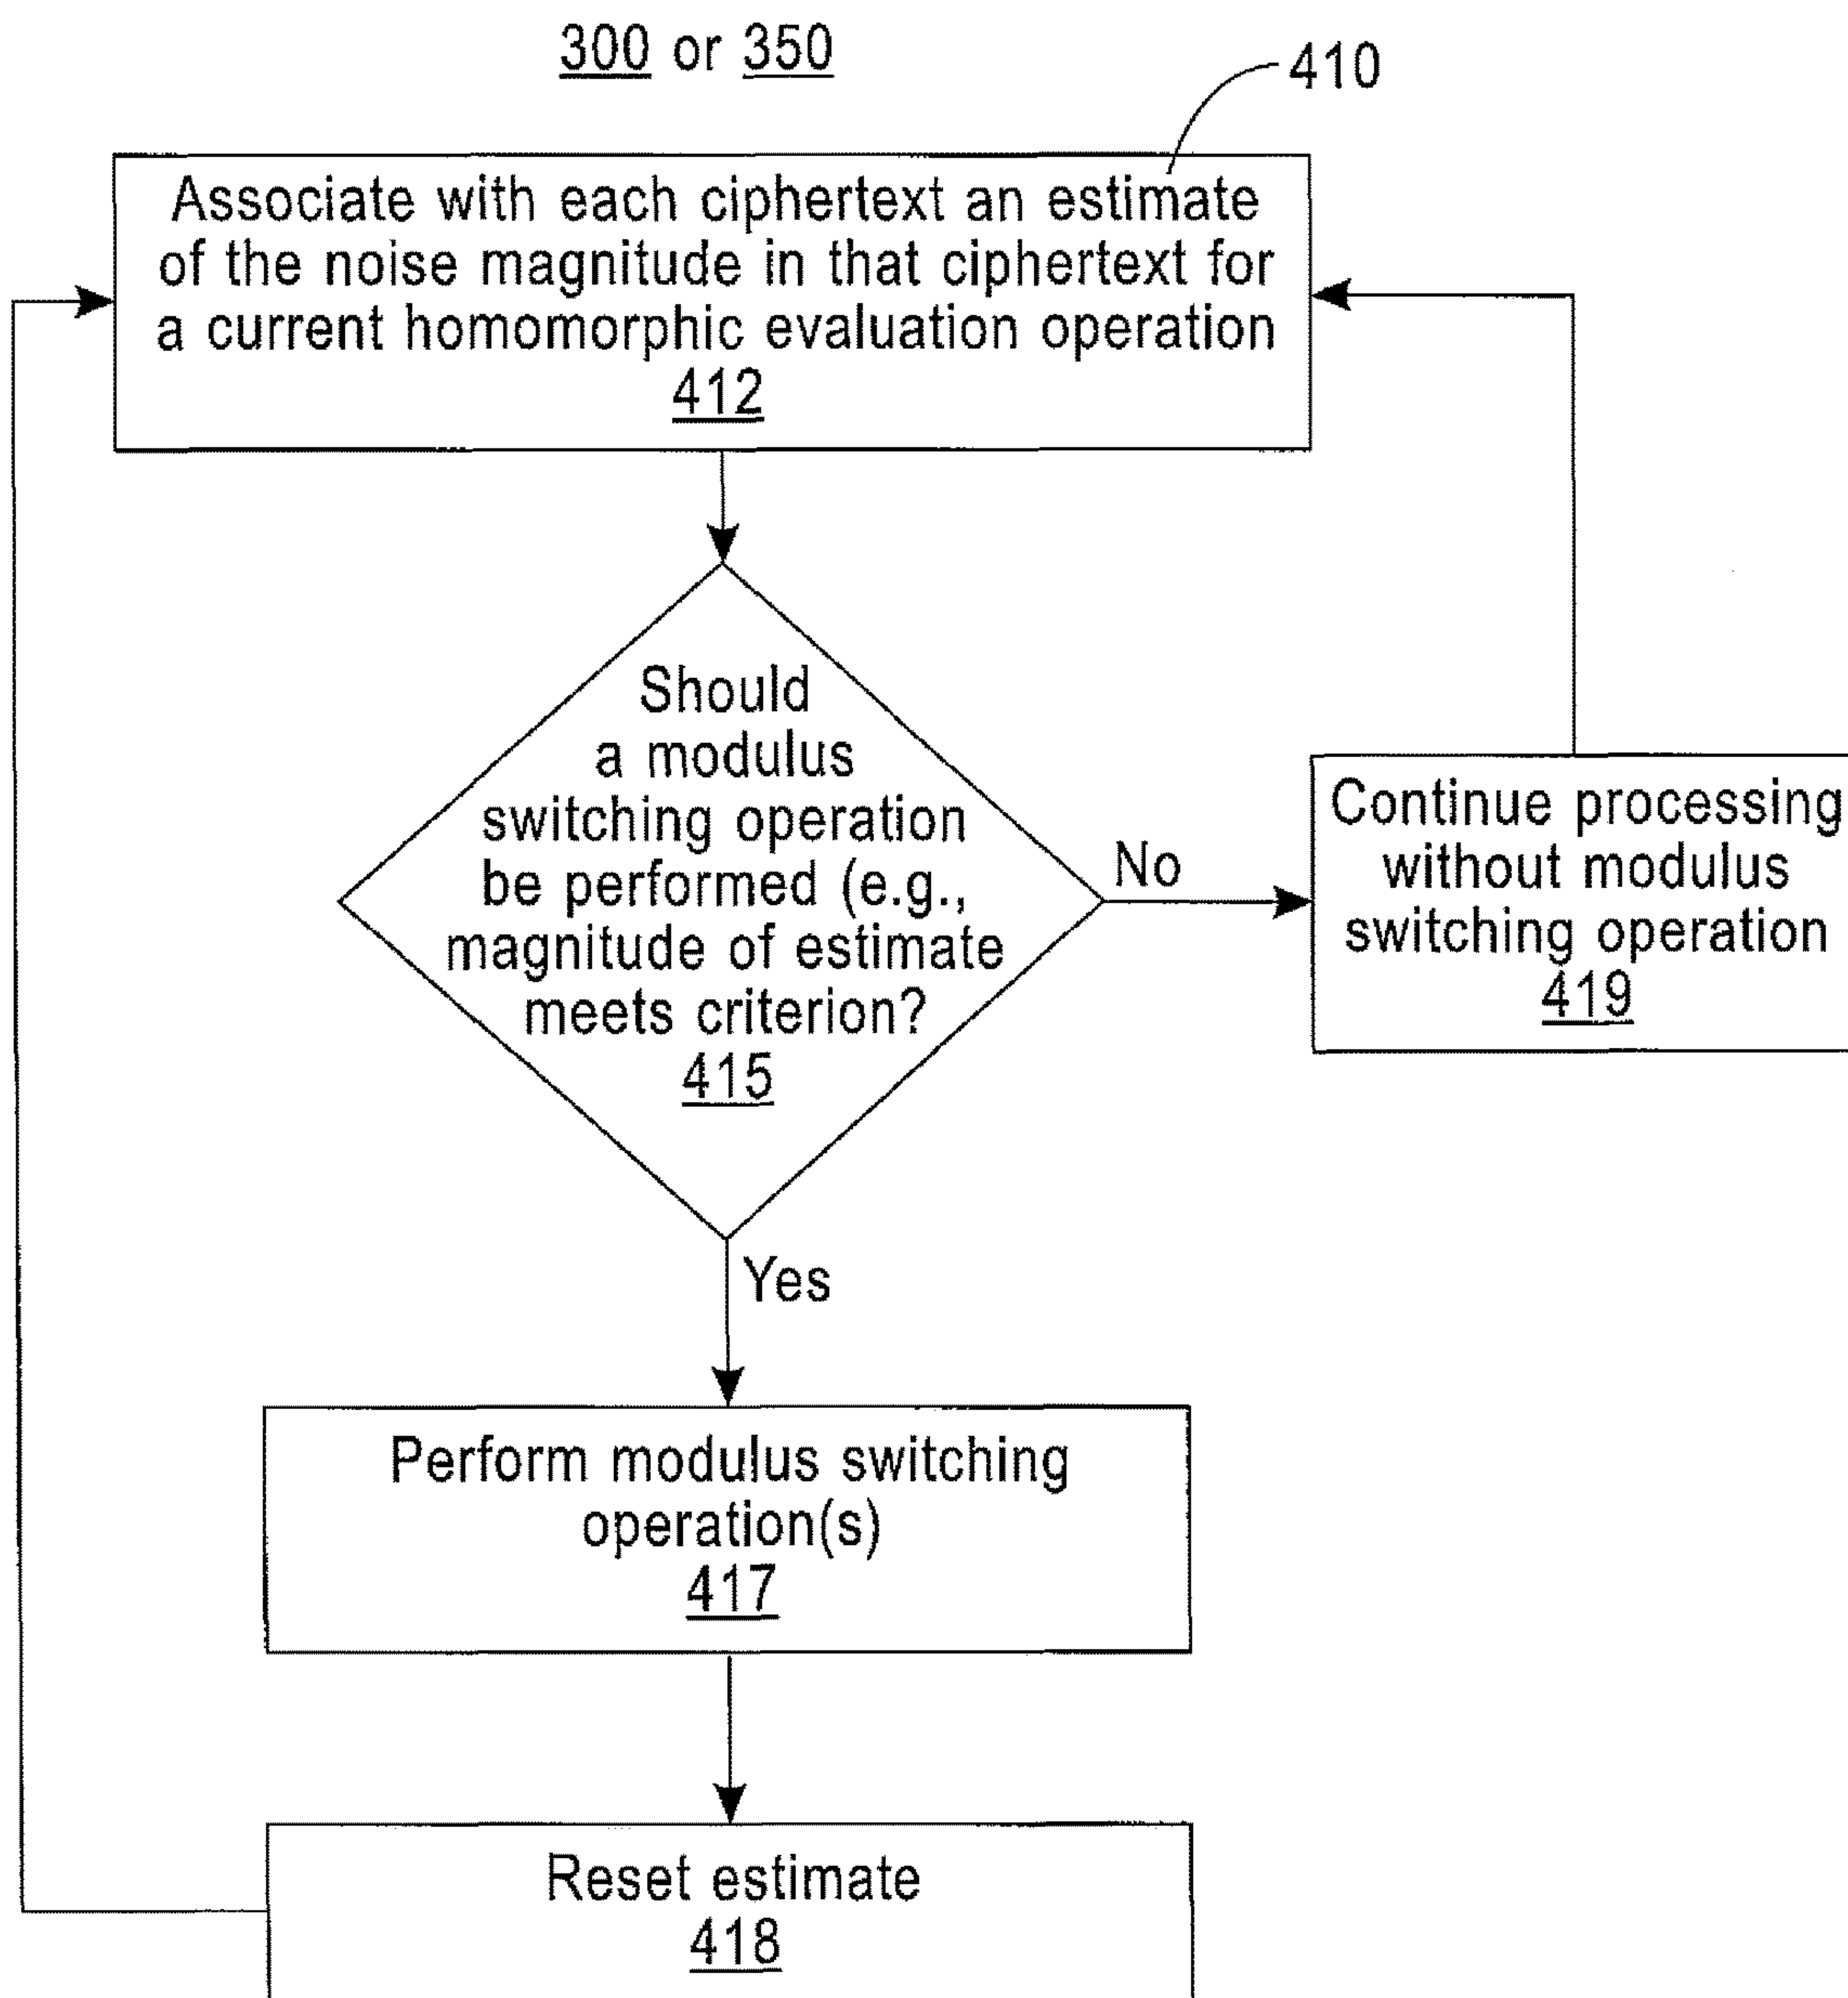 300 or 350
410
Associate with each ciphertext an estimate
of the noise magnitude in that ciphertext for
a current homomorphic evaluation operation
412
Should
a modulus
switching operation
be performed (e.g.,
magnitude of estimate
meets criterion?
415
No
Continue processing
without modulus
switching operation
419
Yes
Perform modulus switching
operation(s)
417
Reset estimate
418